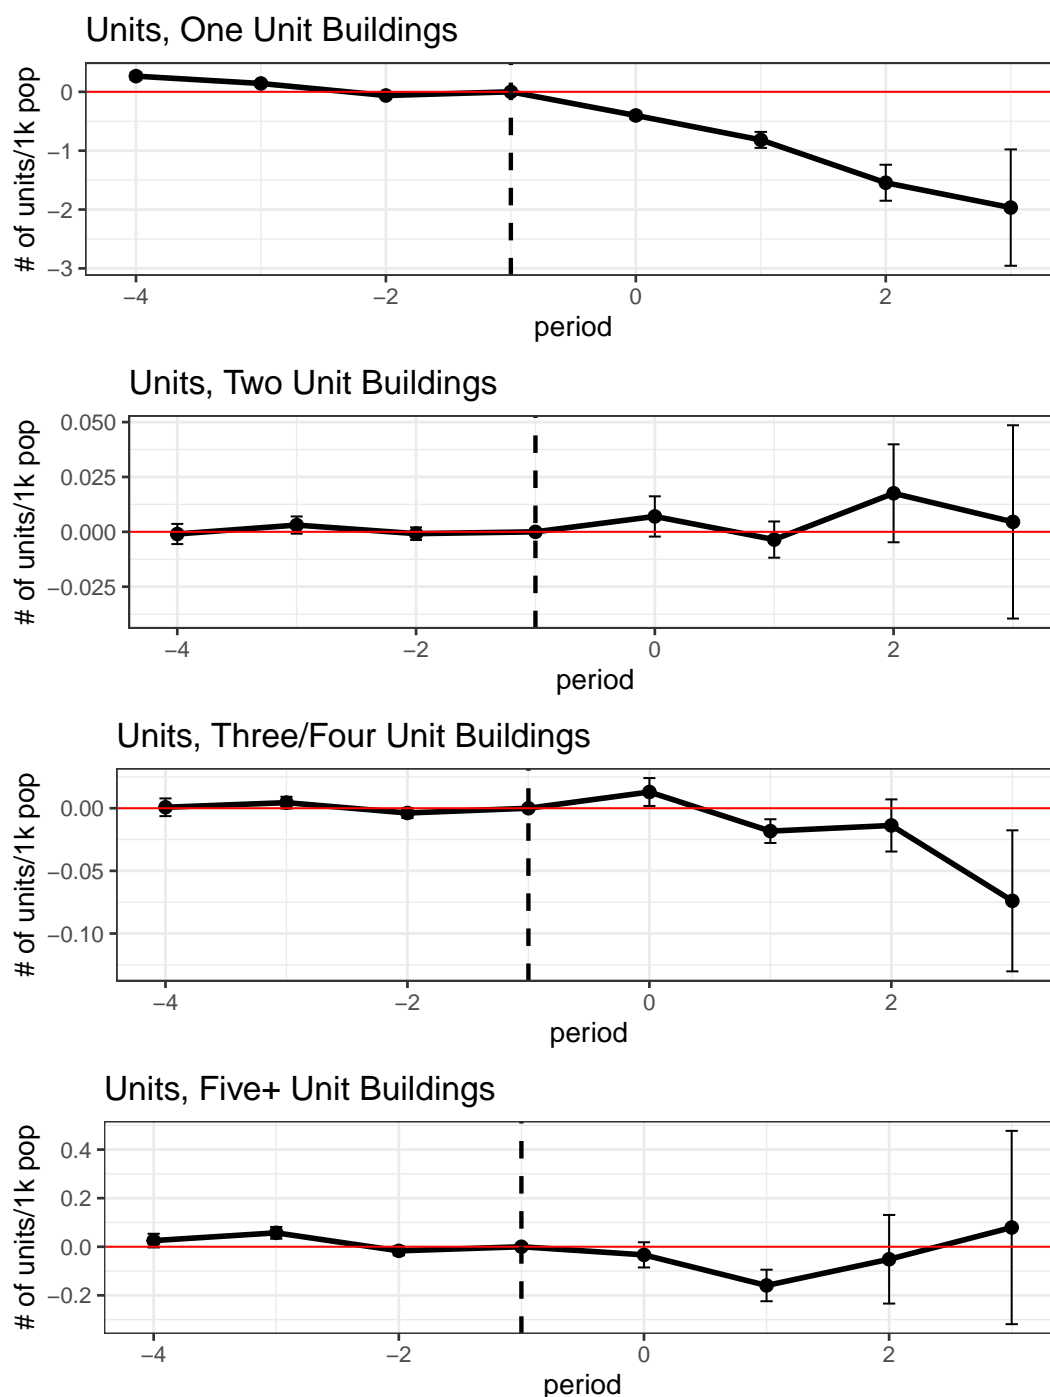 Units, One Unit Buildings
# of units/1k pop
0
−1
−2
−3
−4 −2 0 2
period
Units, Two Unit Buildings
# of units/1k pop
0.050
0.025
0.000
−0.025
−4 −2 0 2
period
Units, Three/Four Unit Buildings
# of units/1k pop
0.00
−0.05
−0.10
−4 −2 0 2
period
Units, Five+ Unit Buildings
# of units/1k pop
0.4
0.2
0.0
−0.2
−4 −2 0 2
period